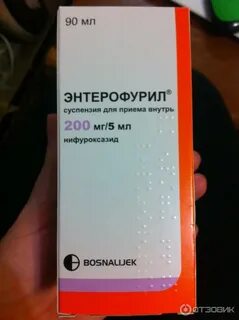 90 мл
ЭНТЕРОФУРИЛ®
суспензия для приема внутрь
200 мг/5 мл
нифуроксазид
BOSNALIJEK
ОТЗОВИК